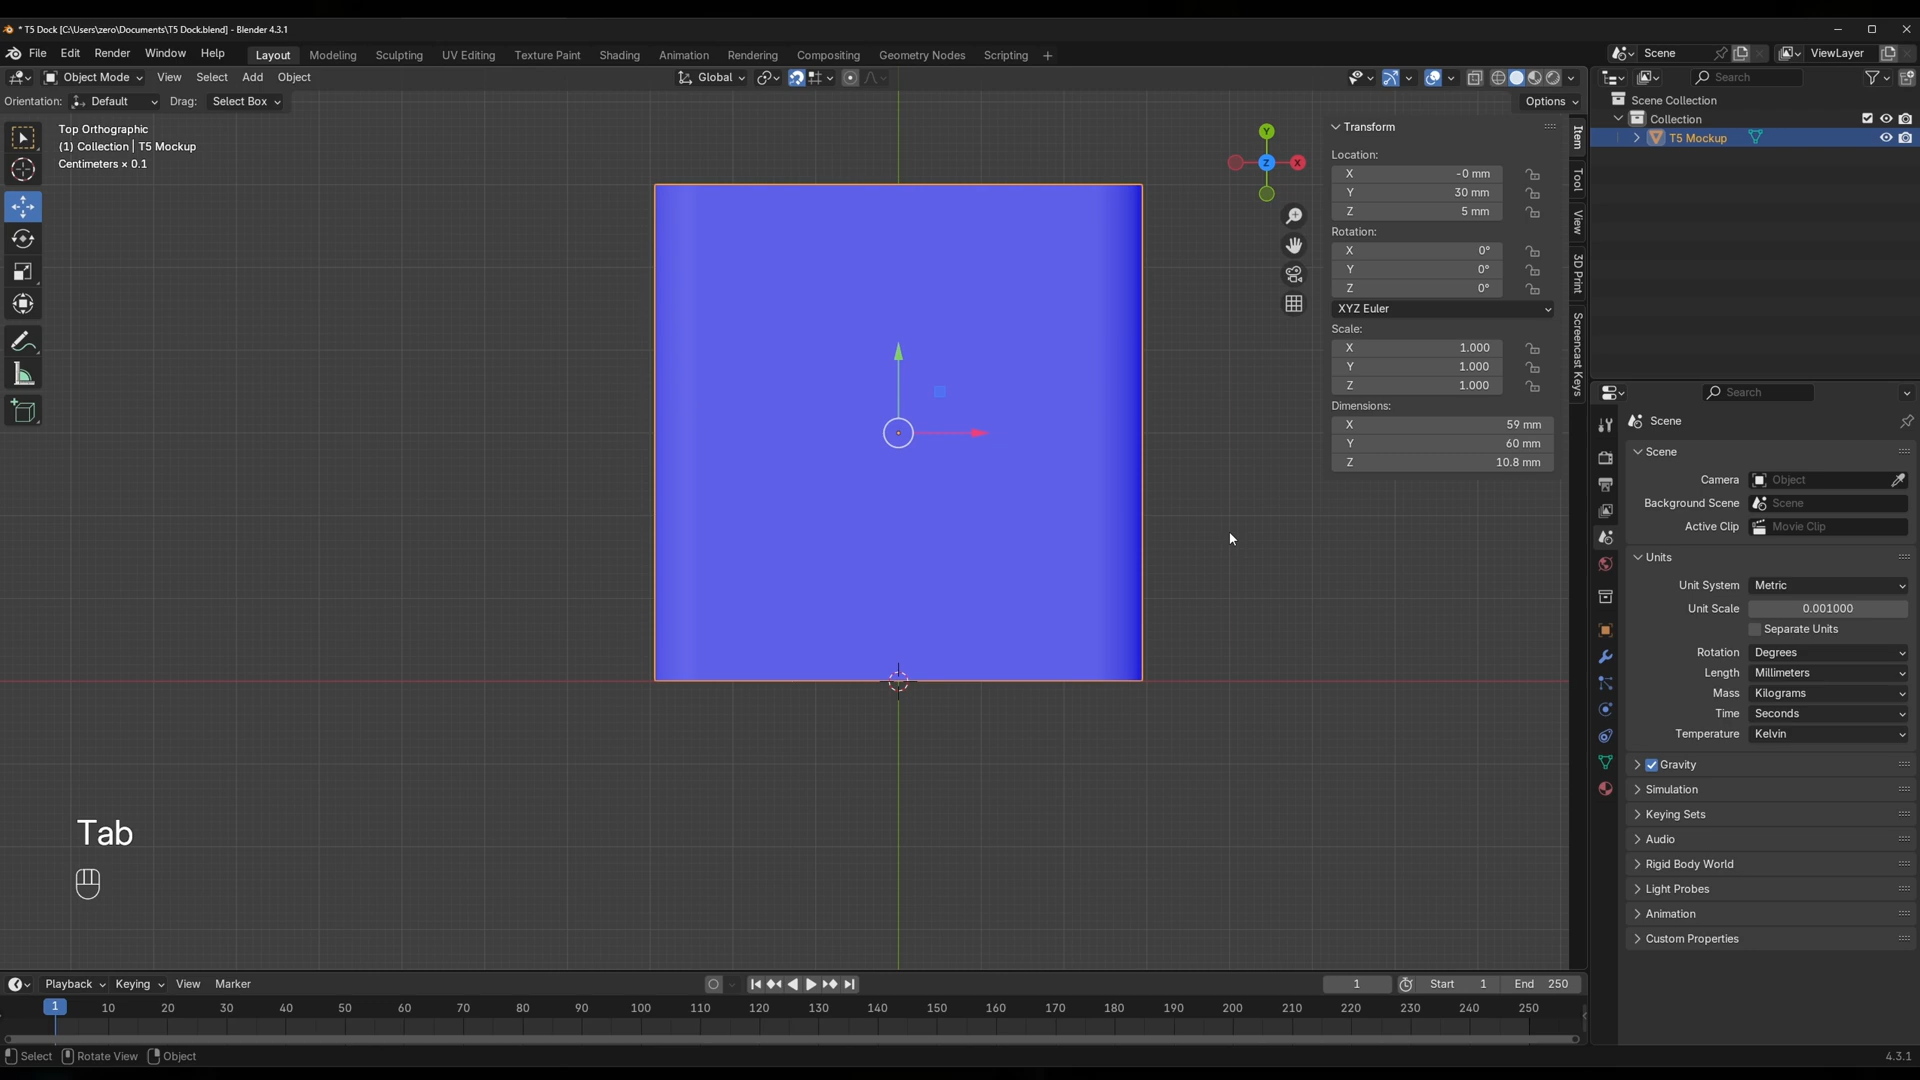 * T5 Dock [C:\Users\zero\Documents\T5 Dock.blend] - Blender 4.3.1
File Edit Render Window Help Layout Modeling Sculpting UV Editing Texture Paint Shading Animation Rendering Compositing Geometry Nodes Scripting + Scene ViewLayer
Object Mode View Select Add Object Global Search
Orientation: Default Drag: Select Box Options
Top Orthographic
(1) Collection | T5 Mockup
Centimeters × 0.1
Y
X
Z
Transform
Location:
X -0 mm
Y 30 mm
Z 5 mm
Rotation:
X 0°
Y 0°
Z 0°
XYZ Euler
Scale:
X 1.000
Y 1.000
Z 1.000
Dimensions:
X 59 mm
Y 60 mm
Z 10.8 mm
Item
Tool
View
3D Print
Screencast Keys
Scene Collection
Collection
T5 Mockup
Search
Scene
Scene
Camera Object
Background Scene Scene
Active Clip Movie Clip
Units
Unit System Metric
Unit Scale 0.001000
Separate Units
Rotation Degrees
Length Millimeters
Mass Kilograms
Time Seconds
Temperature Kelvin
Gravity
Simulation
Keying Sets
Audio
Rigid Body World
Light Probes
Animation
Custom Properties
Tab
Playback Keying View Marker 1 Start 1 End 250
1 10 20 30 40 50 60 70 80 90 100 110 120 130 140 150 160 170 180 190 200 210 220 230 240 250
Select Rotate View Object 4.3.1